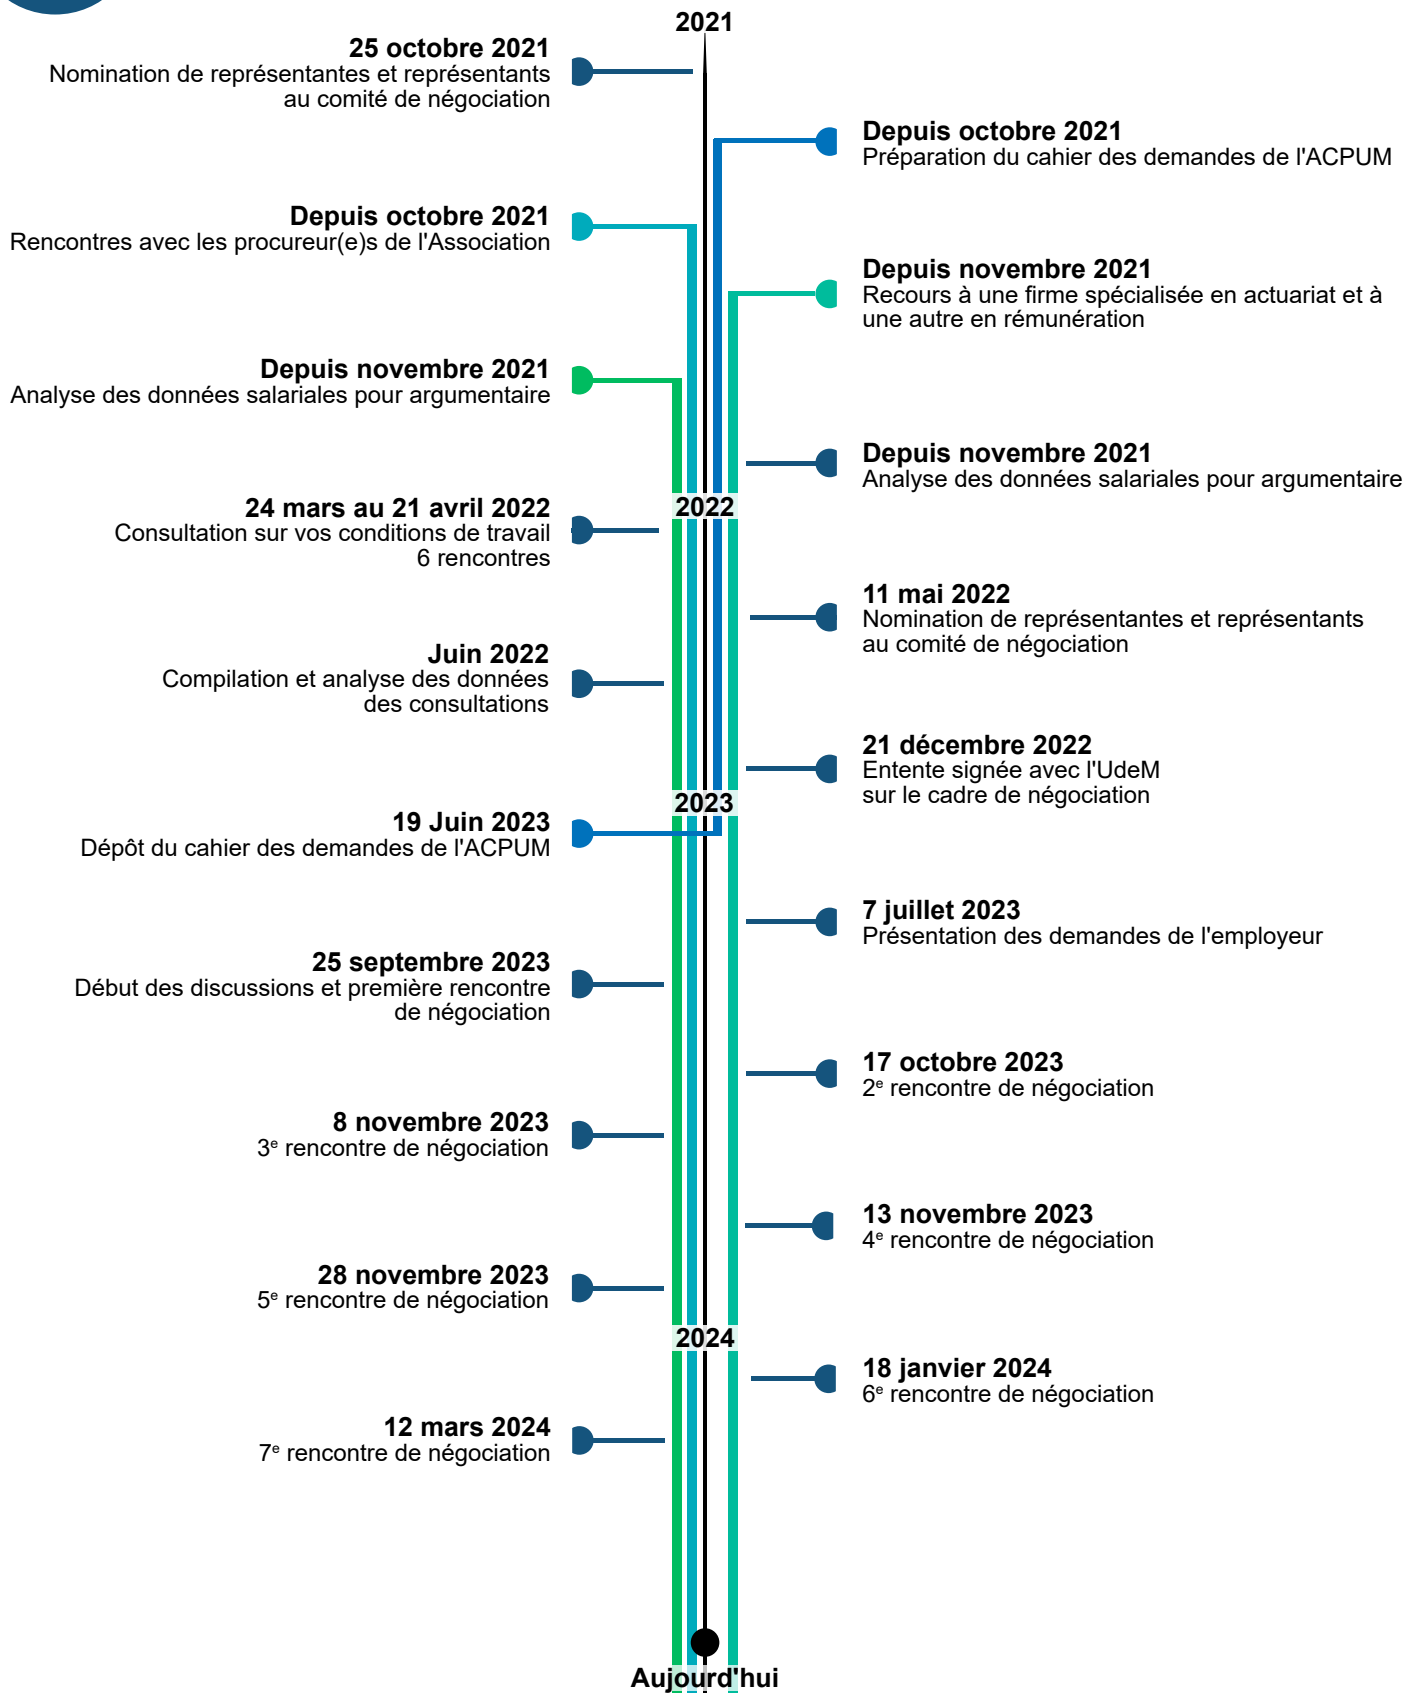 2021
25 octobre 2021
Nomination de représentantes et représentants
au comité de négociation
Depuis octobre 2021
Préparation du cahier des demandes de l'ACPUM
Depuis octobre 2021
Rencontres avec les procureur(e)s de l'Association
Depuis novembre 2021
Recours à une firme spécialisée en actuariat et à
une autre en rémunération
Depuis novembre 2021
Analyse des données salariales pour argumentaire
Depuis novembre 2021
Analyse des données salariales pour argumentaire
2022
24 mars au 21 avril 2022
Consultation sur vos conditions de travail
6 rencontres
11 mai 2022
Nomination de représentantes et représentants
au comité de négociation
Juin 2022
Compilation et analyse des données
des consultations
21 décembre 2022
Entente signée avec l'UdeM
sur le cadre de négociation
2023
19 Juin 2023
Dépôt du cahier des demandes de l'ACPUM
7 juillet 2023
Présentation des demandes de l'employeur
25 septembre 2023
Début des discussions et première rencontre
de négociation
17 octobre 2023
2e rencontre de négociation
8 novembre 2023
3e rencontre de négociation
13 novembre 2023
4e rencontre de négociation
28 novembre 2023
5e rencontre de négociation
2024
18 janvier 2024
6e rencontre de négociation
12 mars 2024
7e rencontre de négociation
Aujourd'hui